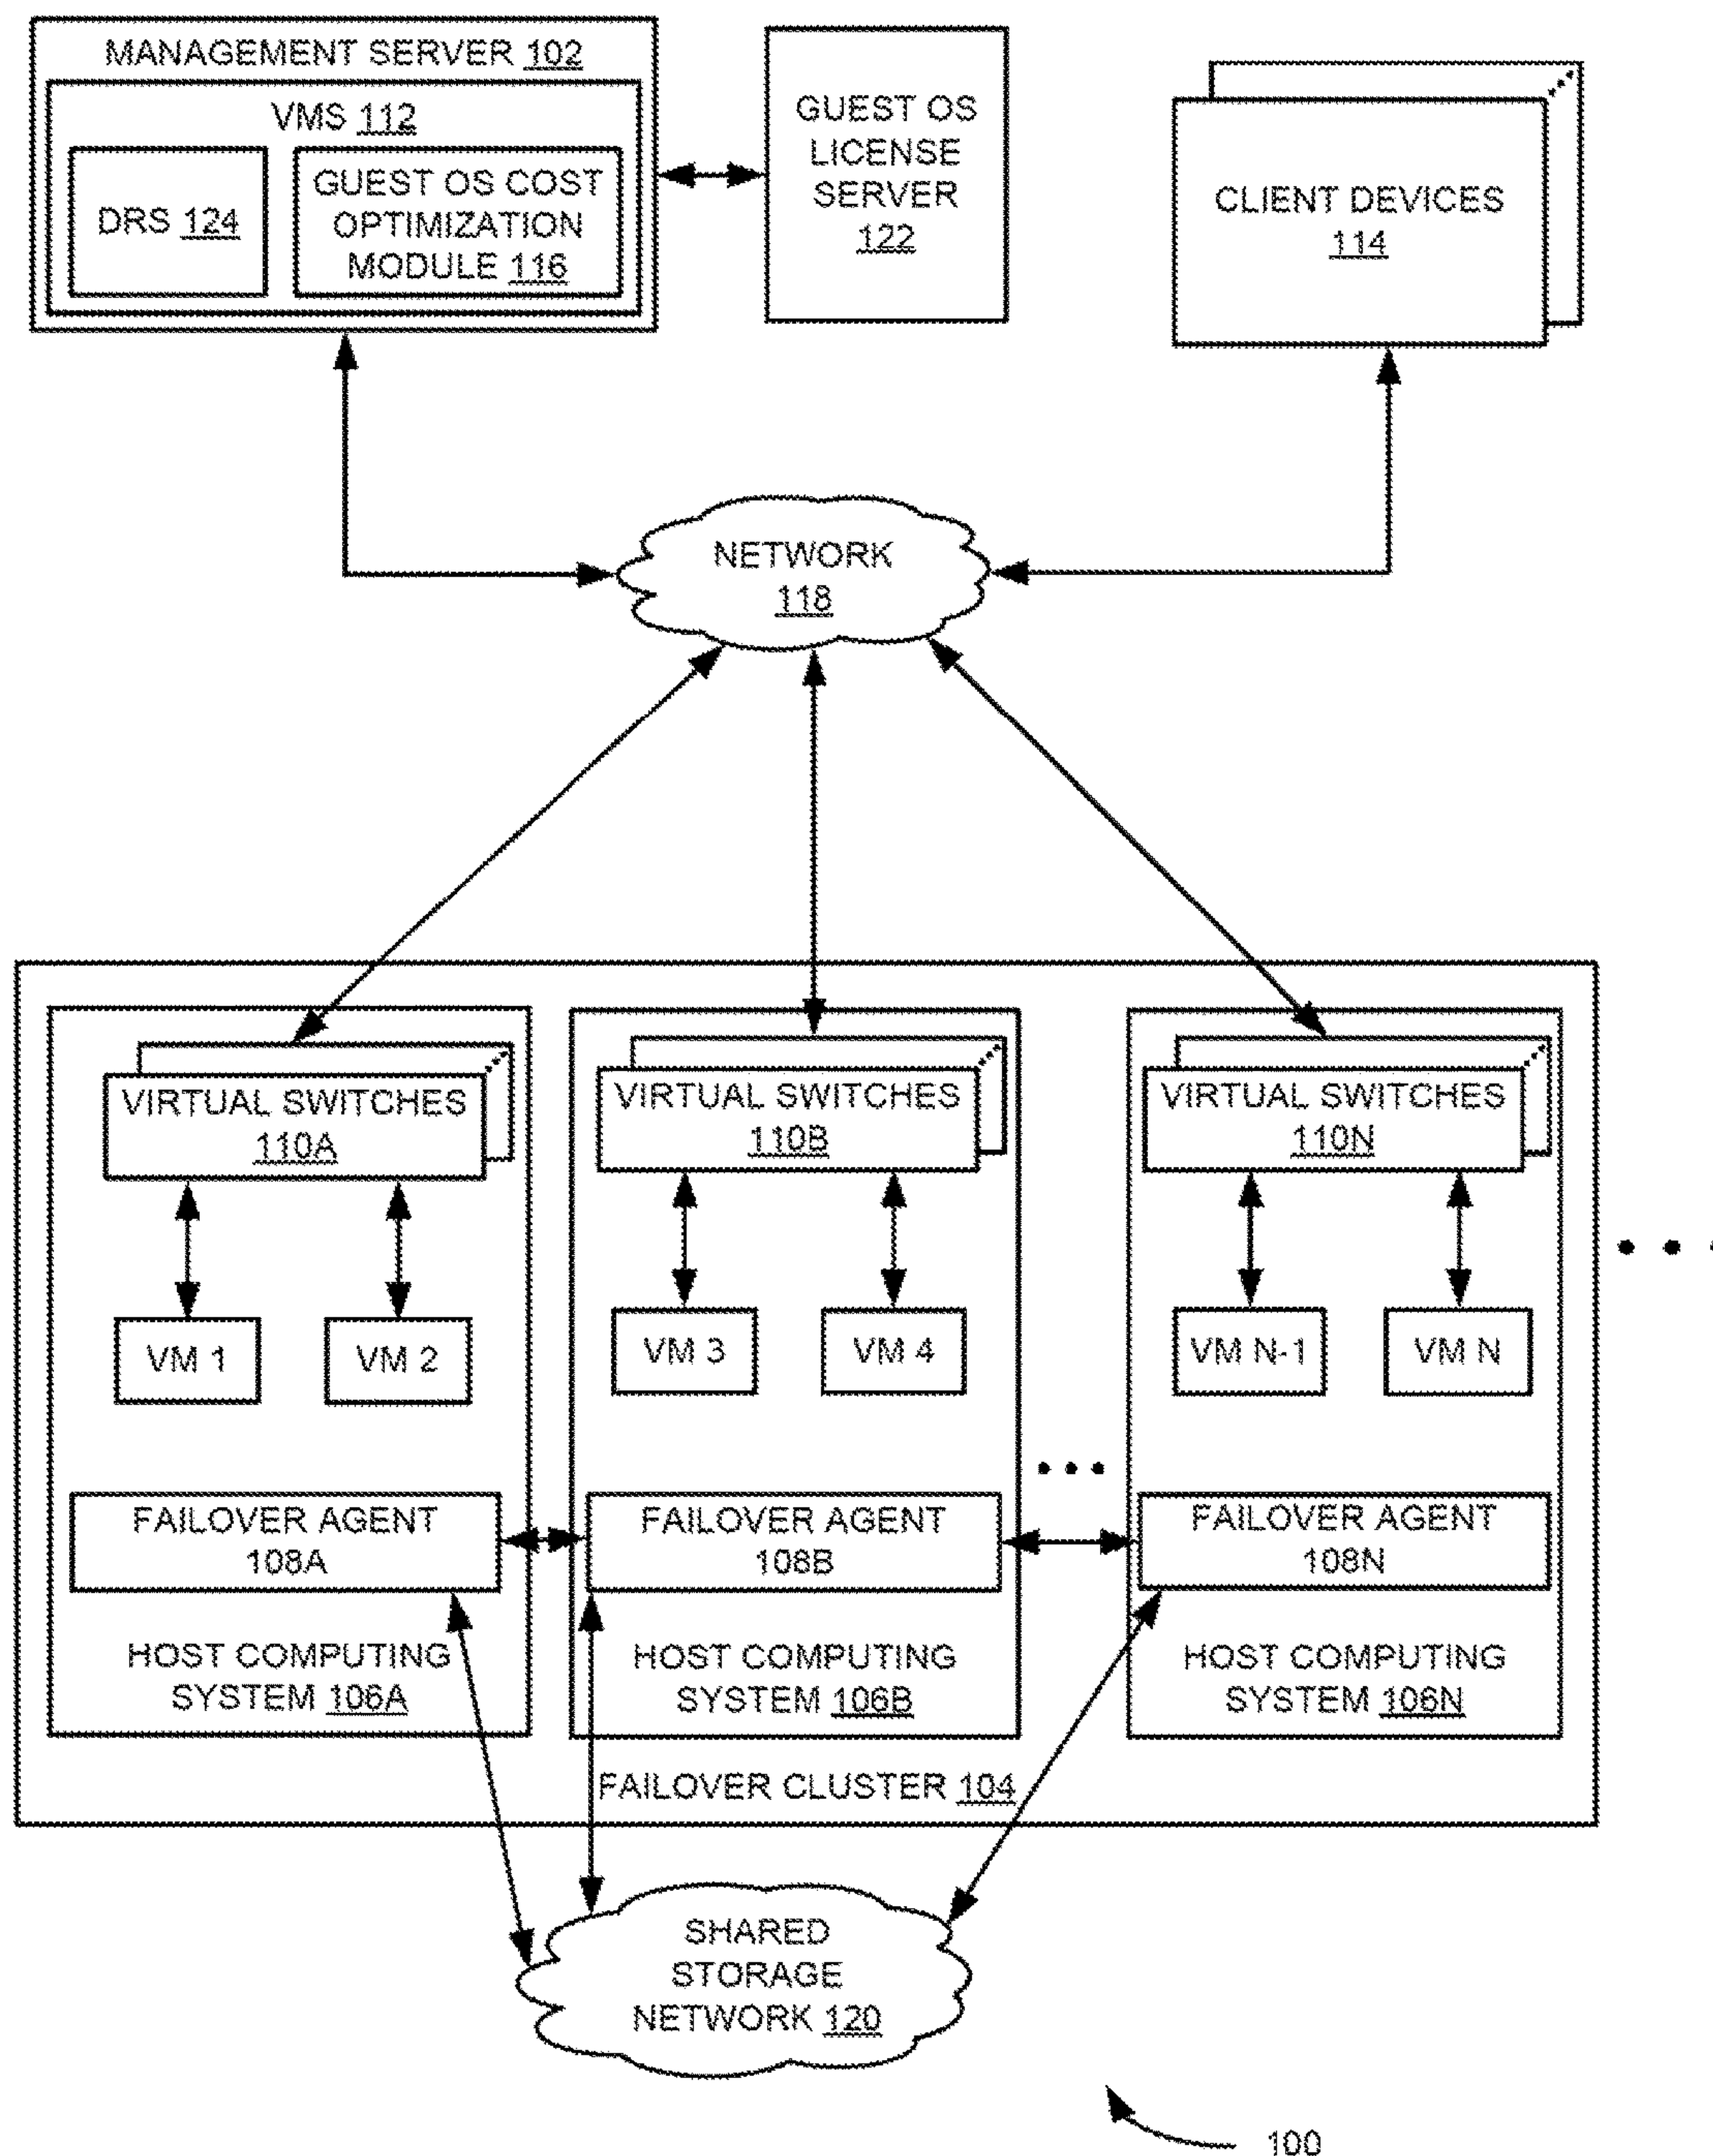 MANAGEMENT SERVER 102
VMS 112
DRS 124
GUEST OS COST
OPTIMIZATION
MODULE 116
GUEST OS
LICENSE
SERVER
122
CLIENT DEVICES
114
NETWORK
118
VIRTUAL SWITCHES
110A
VIRTUAL SWITCHES
110B
VIRTUAL SWITCHES
110N
VM 1
VM 2
VM 3
VM 4
VM N-1
VM N
FAILOVER AGENT
108A
FAILOVER AGENT
108B
FAILOVER AGENT
108N
HOST COMPUTING
SYSTEM 106A
HOST COMPUTING
SYSTEM 106B
HOST COMPUTING
SYSTEM 106N
FAILOVER CLUSTER 104
SHARED
STORAGE
NETWORK 120
100